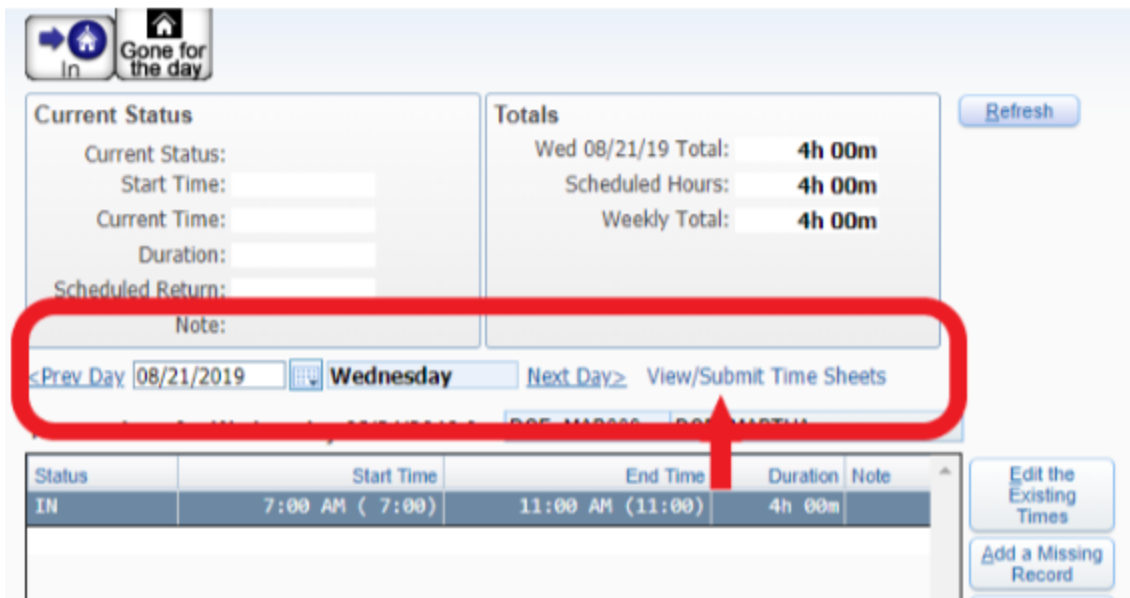 In
Gone for
the day
Current Status
Current Status:
Start Time:
Current Time:
Duration:
Scheduled Return:
Note:
Totals
Wed 08/21/19 Total: 4h 00m
Scheduled Hours: 4h 00m
Weekly Total: 4h 00m
Refresh
<Prev Day 08/21/2019 Wednesday Next Day> View/Submit Time Sheets
Status Start Time End Time Duration Note
IN 7:00 AM ( 7:00) 11:00 AM (11:00) 4h 00m
Edit the
Existing
Times
Add a Missing
Record